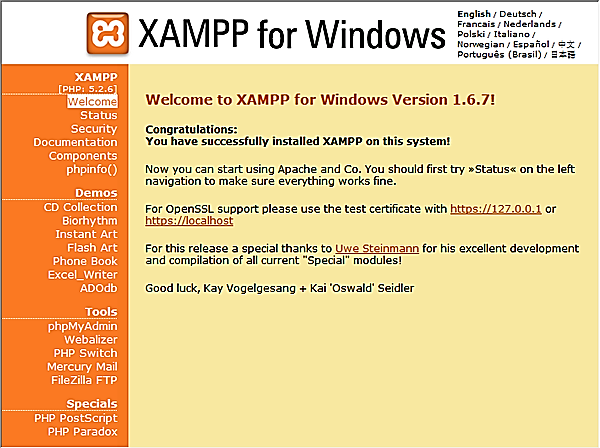 XAMPP for Windows
English / Deutsch /
Francais / Nederlands /
Polski / Italiano /
Norwegian / Español / 中文 /
Português (Brasil) / 日本語
XAMPP
[PHP: 5.2.6]
Welcome
Status
Security
Documentation
Components
phpinfo()
Demos
CD Collection
Biorhythm
Instant Art
Flash Art
Phone Book
Excel_Writer
ADOdb
Tools
phpMyAdmin
Webalizer
PHP Switch
Mercury Mail
FileZilla FTP
Specials
PHP PostScript
PHP Paradox
Welcome to XAMPP for Windows Version 1.6.7!
Congratulations:
You have successfully installed XAMPP on this system!
Now you can start using Apache and Co. You should first try »Status« on the left
navigation to make sure everything works fine.
For OpenSSL support please use the test certificate with https://127.0.0.1 or
https://localhost
For this release a special thanks to Uwe Steinmann for his excellent development
and compilation of all current "Special" modules!
Good luck, Kay Vogelgesang + Kai 'Oswald' Seidler